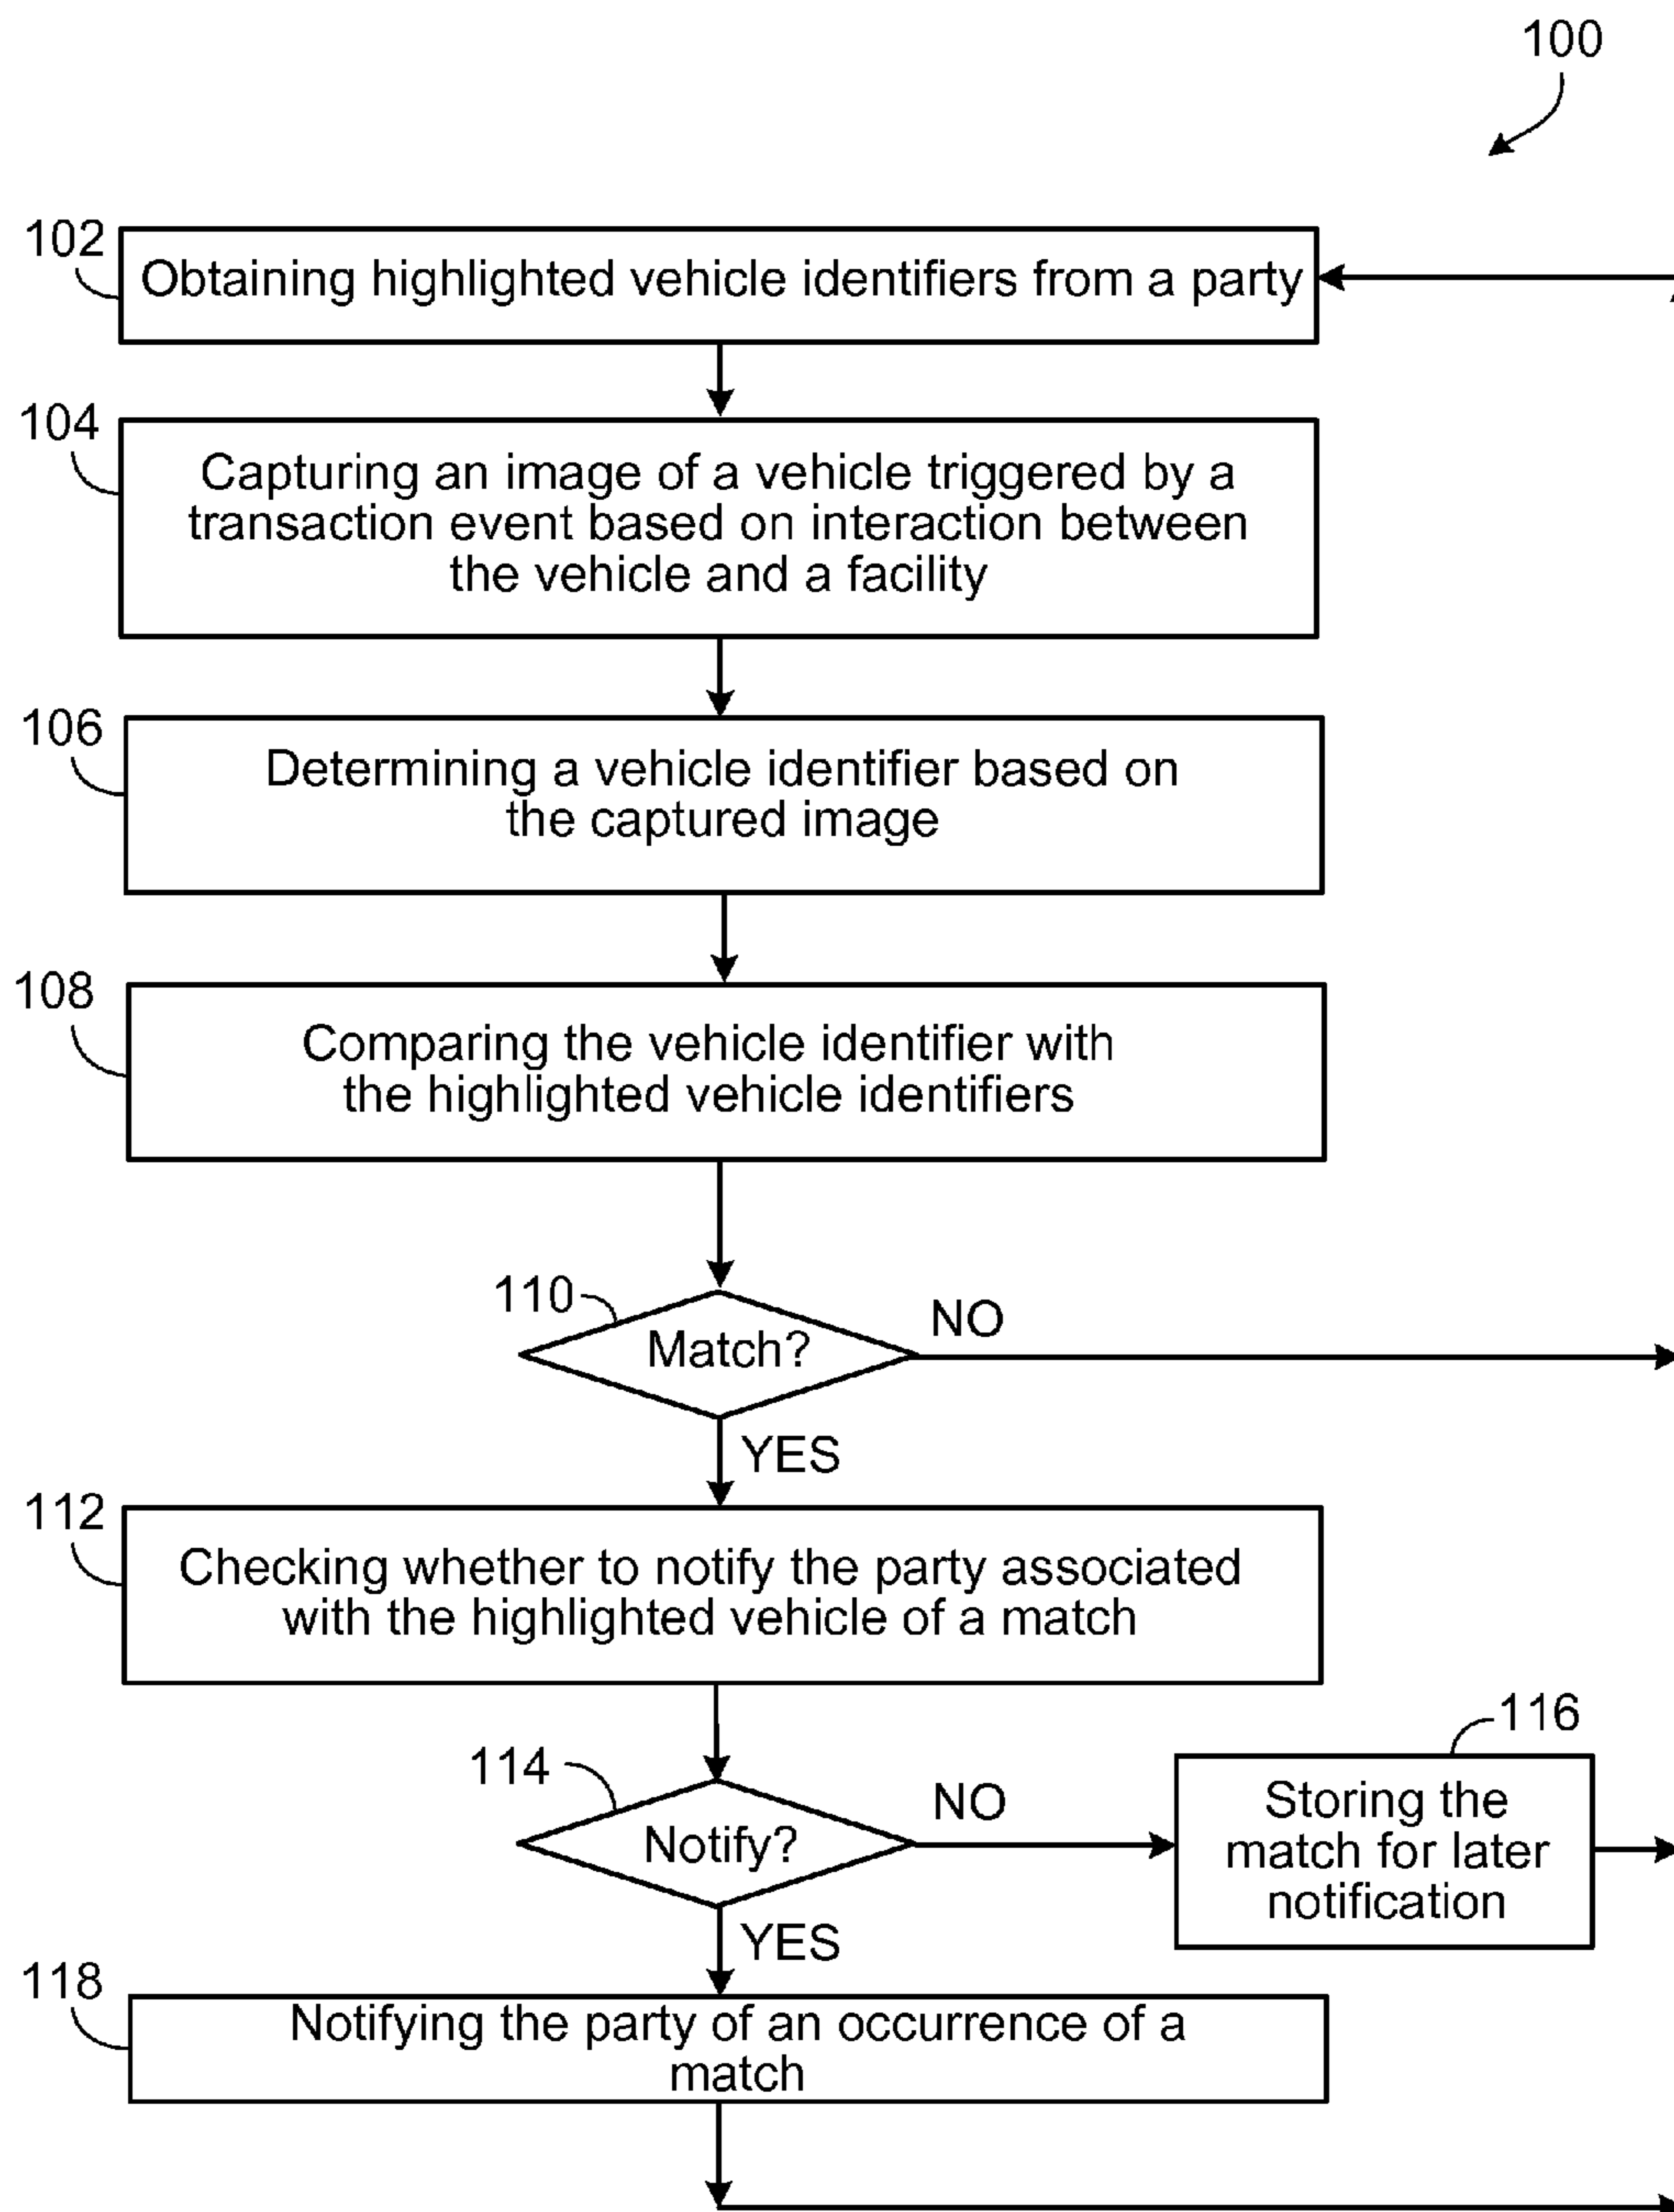 100
102
Obtaining highlighted vehicle identifiers from a party
104
Capturing an image of a vehicle triggered by a
transaction event based on interaction between
the vehicle and a facility
106
Determining a vehicle identifier based on
the captured image
108
Comparing the vehicle identifier with
the highlighted vehicle identifiers
110
Match?
NO
YES
112
Checking whether to notify the party associated
with the highlighted vehicle of a match
114
Notify?
NO
116
Storing the
match for later
notification
YES
118
Notifying the party of an occurrence of a
match